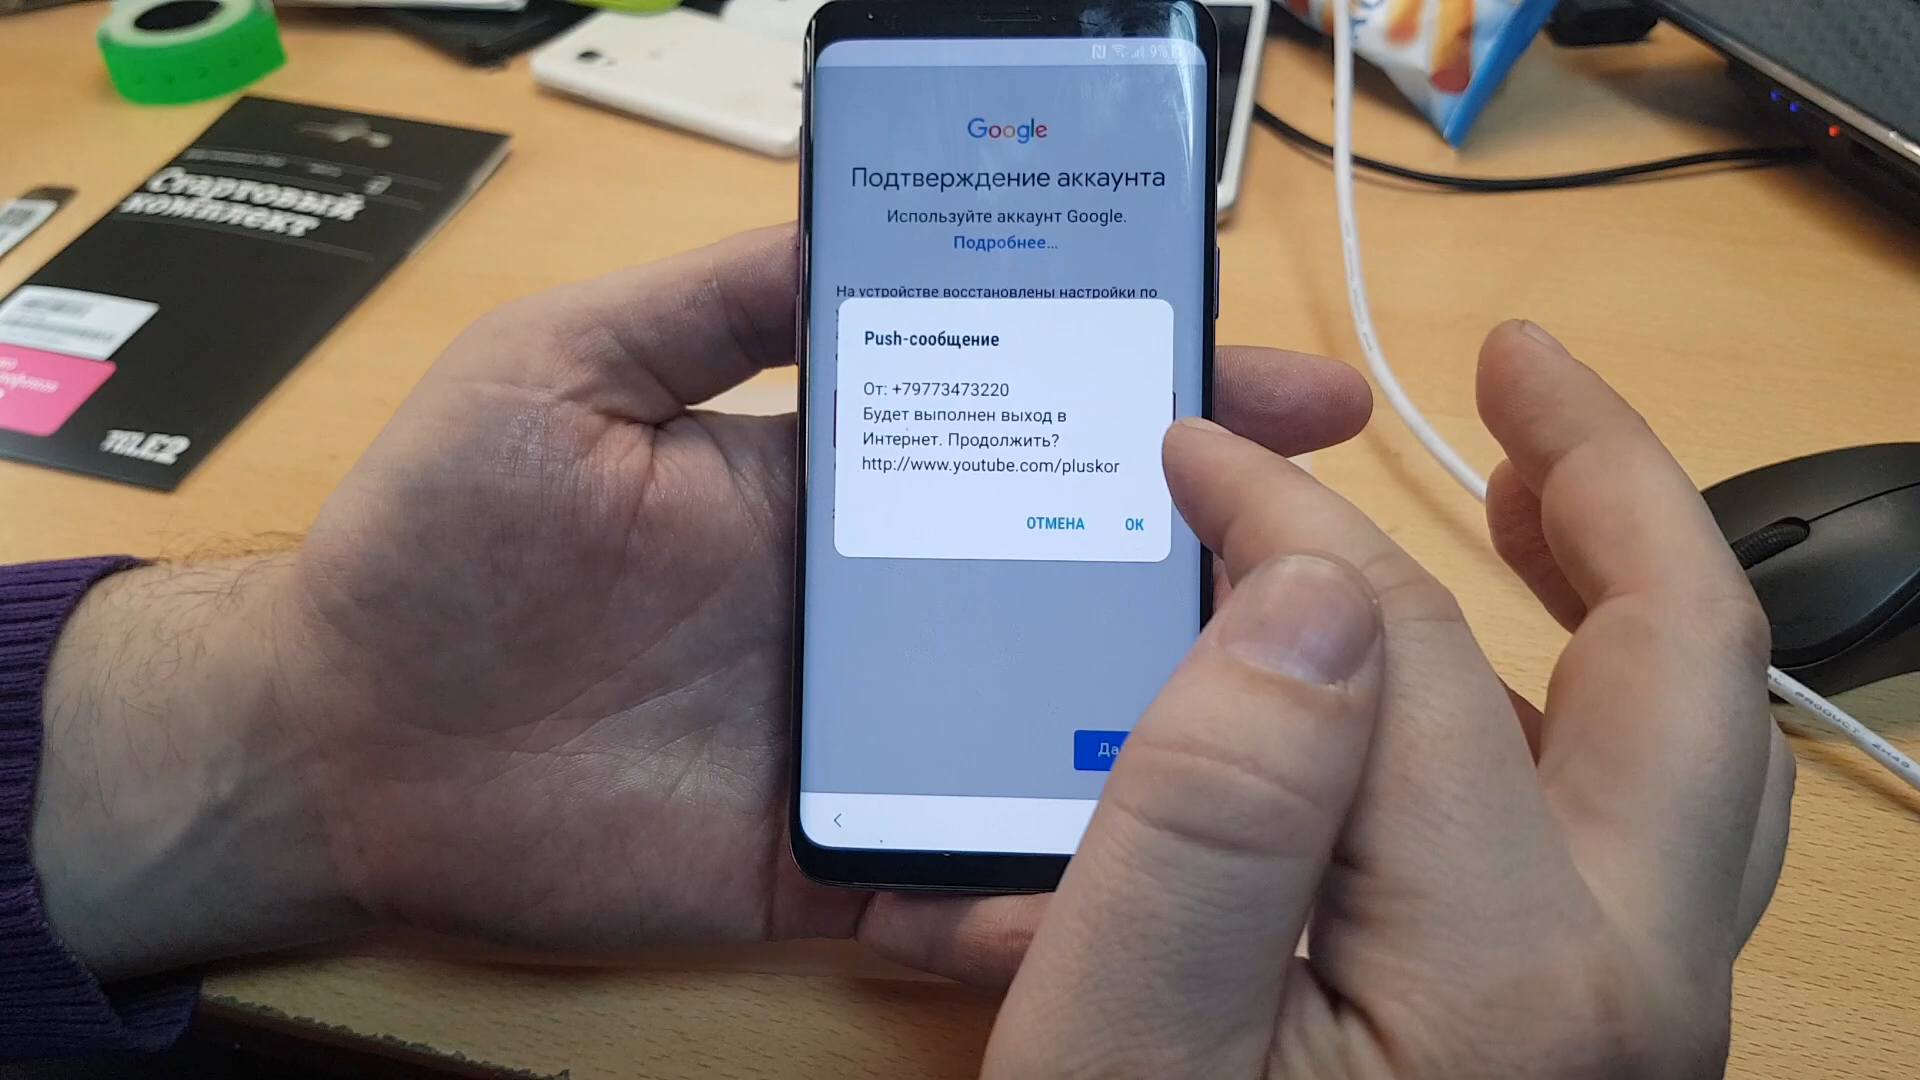 9%
Google
Подтверждение аккаунта
Используйте аккаунт Google.
Подробнее...
На устройстве восстановлены настройки по
Push-сообщение
От: +79773473220
Будет выполнен выход в
Интернет. Продолжить?
http://www.youtube.com/pluskor
ОТМЕНА
ОК
Стартовый
комплект
TELE2